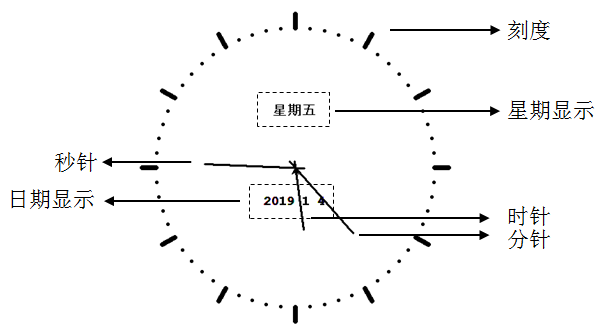 刻度
星期五
星期显示
秒针
日期显示
2019 1 4
时针
分针